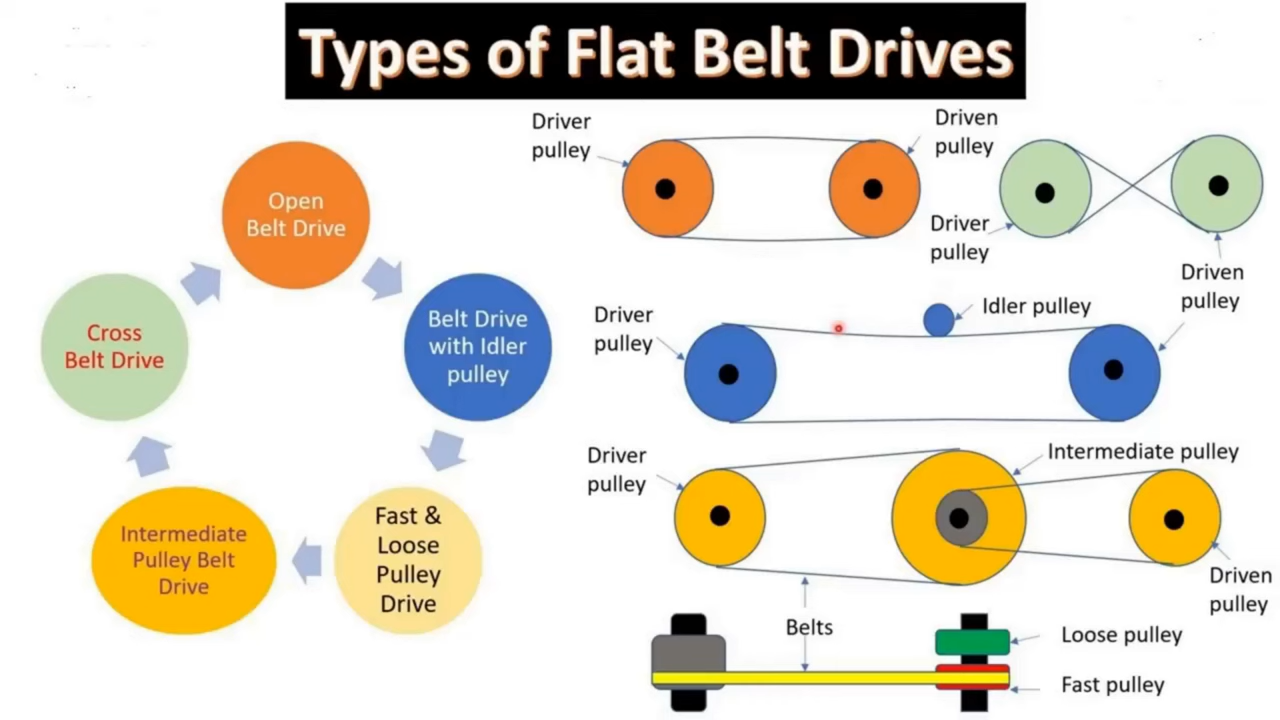 Types of Flat Belt Drives
Open
Belt Drive
Belt Drive
with Idler
pulley
Fast &
Loose
Pulley
Drive
Intermediate
Pulley Belt
Drive
Cross
Belt Drive
Driver
pulley
Driven
pulley
Driver
pulley
Driven
pulley
Driver
pulley
Idler pulley
Driver
pulley
Intermediate pulley
Driven
pulley
Belts
Loose pulley
Fast pulley